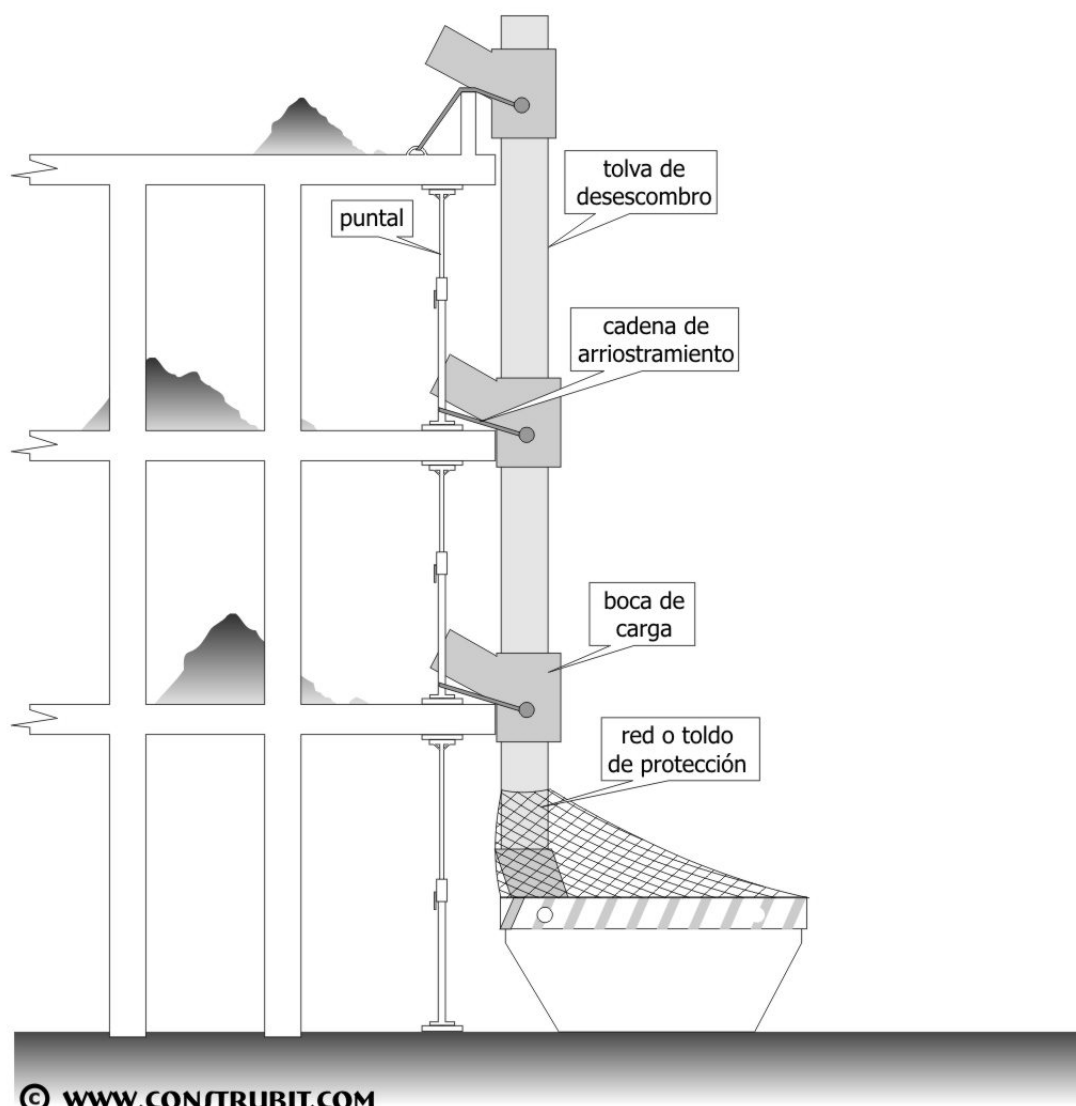 tolva de
desescombro
puntal
cadena de
arriostramiento
boca de
carga
red o toldo
de protección
© WWW.CONSTRUBIT.COM